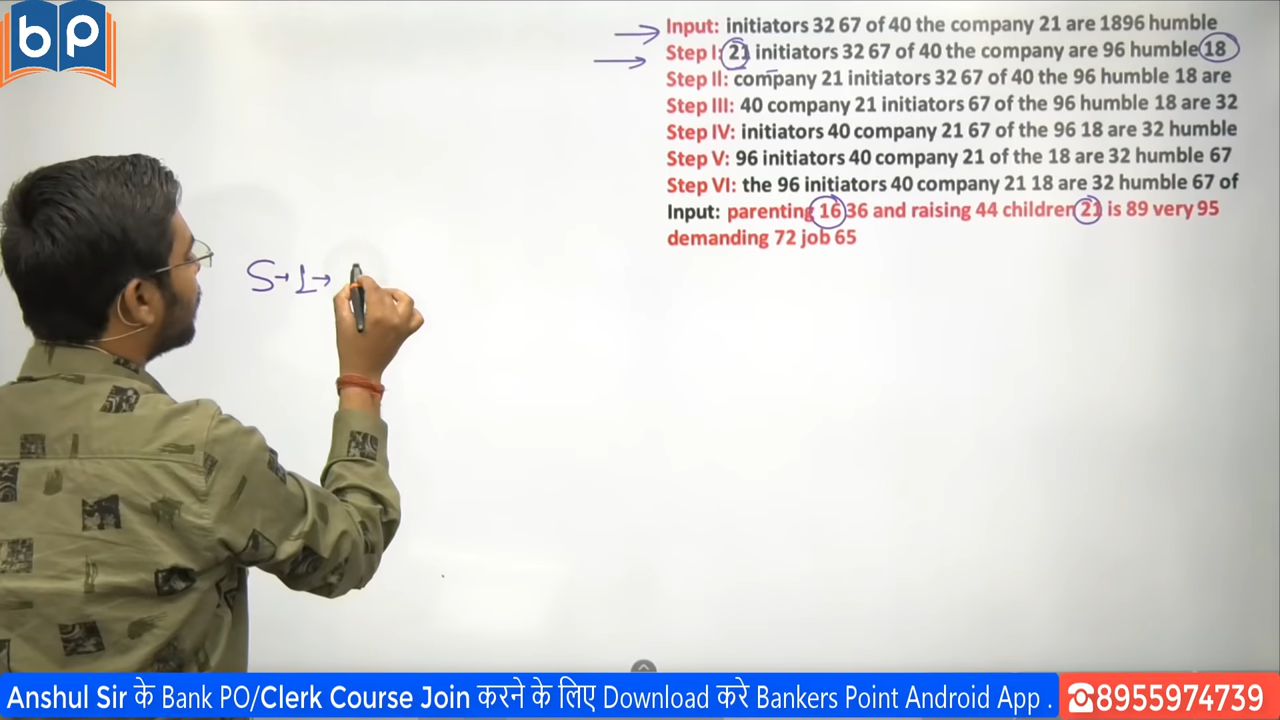 bp
Input: initiators 32 67 of 40 the company 21 are 1896 humble
Step I: 21 initiators 32 67 of 40 the company are 96 humble 18
Step II: company 21 initiators 32 67 of 40 the 96 humble 18 are
Step III: 40 company 21 initiators 67 of the 96 humble 18 are 32
Step IV: initiators 40 company 21 67 of the 96 18 are 32 humble
Step V: 96 initiators 40 company 21 of the 18 are 32 humble 67
Step VI: the 96 initiators 40 company 21 18 are 32 humble 67 of
Input: parenting 16 36 and raising 44 children 21 is 89 very 95
demanding 72 job 65
S→L→
Anshul Sir के Bank PO/Clerk Course Join करने के लिए Download करे Bankers Point Android App .
☎8955974739